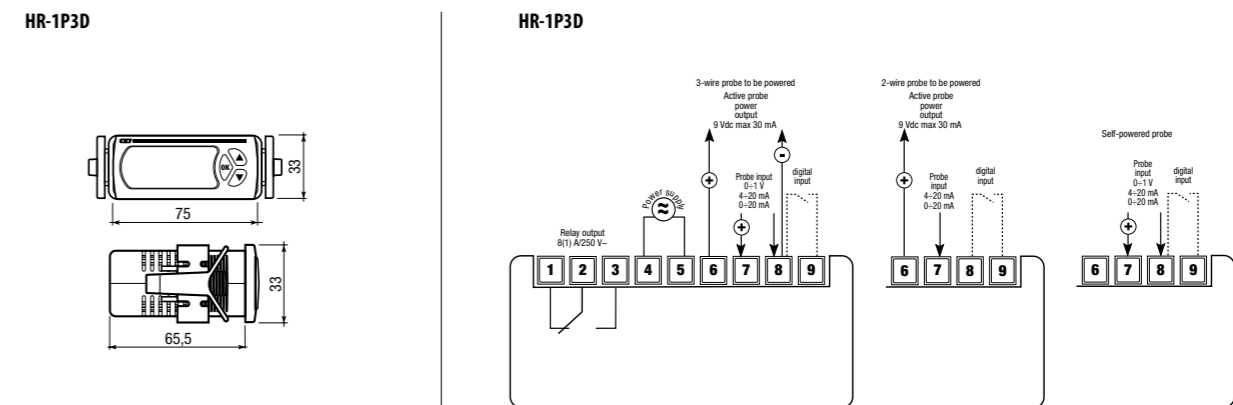 HR-1P3D
33
75
33
65,5
HR-1P3D
3-wire probe to be powered
Active probe
power
output
9 Vdc max 30 mA
+
-
Probe input
0÷1 V
4÷20 mA
0÷20 mA
+
digital
input
Power supply
Relay output
8(1) A/250 V~
1 2 3 4 5 6 7 8 9
2-wire probe to be powered
Active probe
power
output
9 Vdc max 30 mA
+
Probe
input
4÷20 mA
0÷20 mA
digital
input
6 7 8 9
Self-powered probe
Probe
input
0÷1 V
4÷20 mA
0÷20 mA
+
digital
input
6 7 8 9
OK